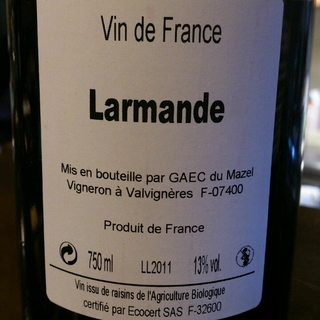 Vin de France
Larmande
Mis en bouteille par GAEC du Mazel
Vigneron à Valvignères F-07400
Produit de France
750 ml LL2011 13% vol.
Vin issu de raisins de l'Agriculture Biologique
certifié par Ecocert SAS F-32600